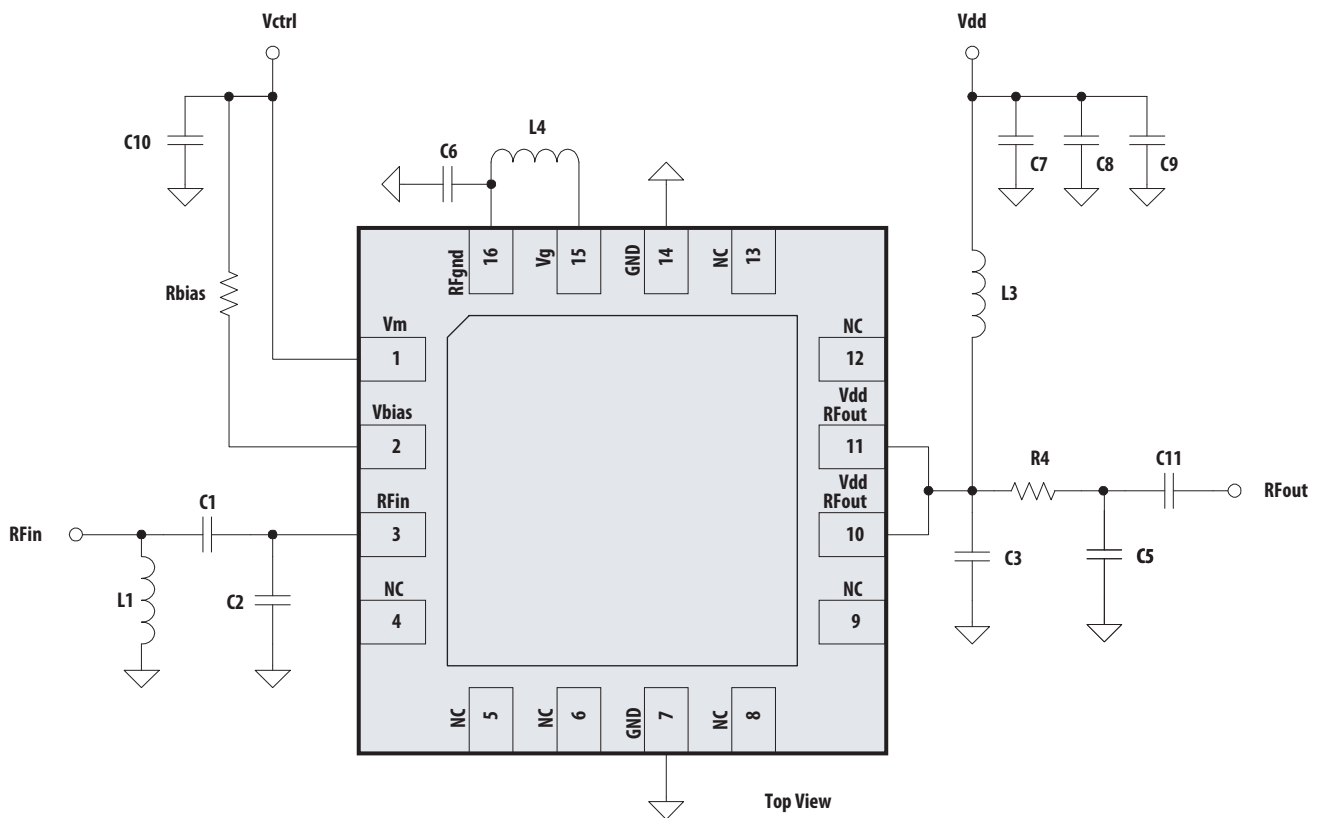 Vctrl
Vdd
C10
C6
L4
C7
C8
C9
RFgnd
16
Vg
15
GND
14
NC
13
Rbias
L3
Vm
1
NC
12
Vbias
2
Vdd
RFout
11
R4
C11
RFout
RFin
C1
RFin
3
Vdd
RFout
10
C3
C5
L1
C2
NC
4
NC
9
NC
5
NC
6
GND
7
NC
8
Top View